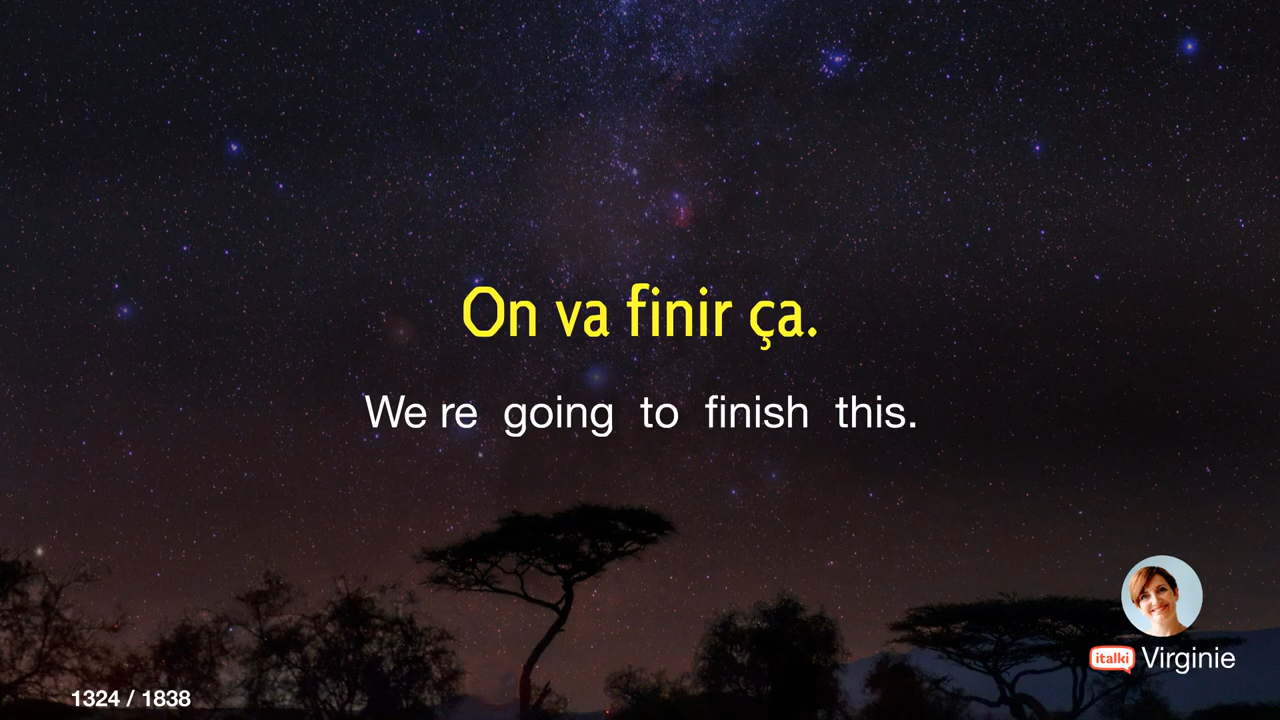 On va finir ça.
We re going to finish this.
italki Virginie
1324 / 1838